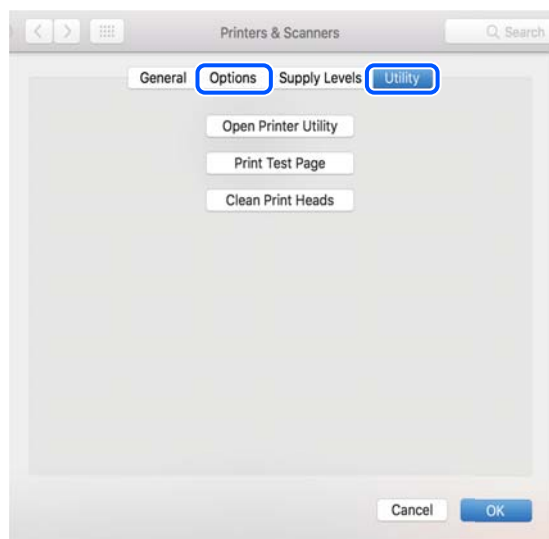 Printers & Scanners Search
General Options Supply Levels Utility
Open Printer Utility
Print Test Page
Clean Print Heads
Cancel OK